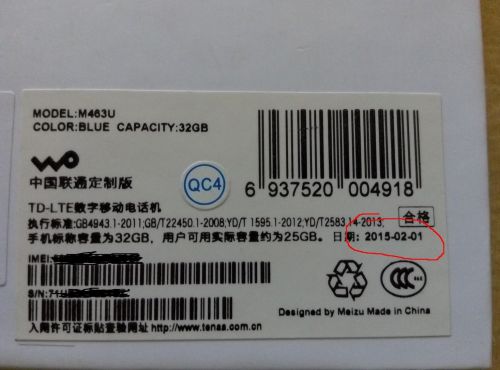 MODEL:M463U
COLOR:BLUE CAPACITY:32GB
wo
中国联通定制版
QC4
6 937520 004918
TD-LTE数字移动电话机
合格
执行标准:GB4943.1-2011;GB/T22450.1-2008;YD/T 1595.1-2012;YD/T2583.14-2013;
手机标称容量为32GB，用户可用实际容量约为25GB。日期: 2015-02-01
IMEI:
S/N:
入网许可证标贴查验网址 http://www.tenaa.com.cn
CCC
Designed by Meizu Made in China